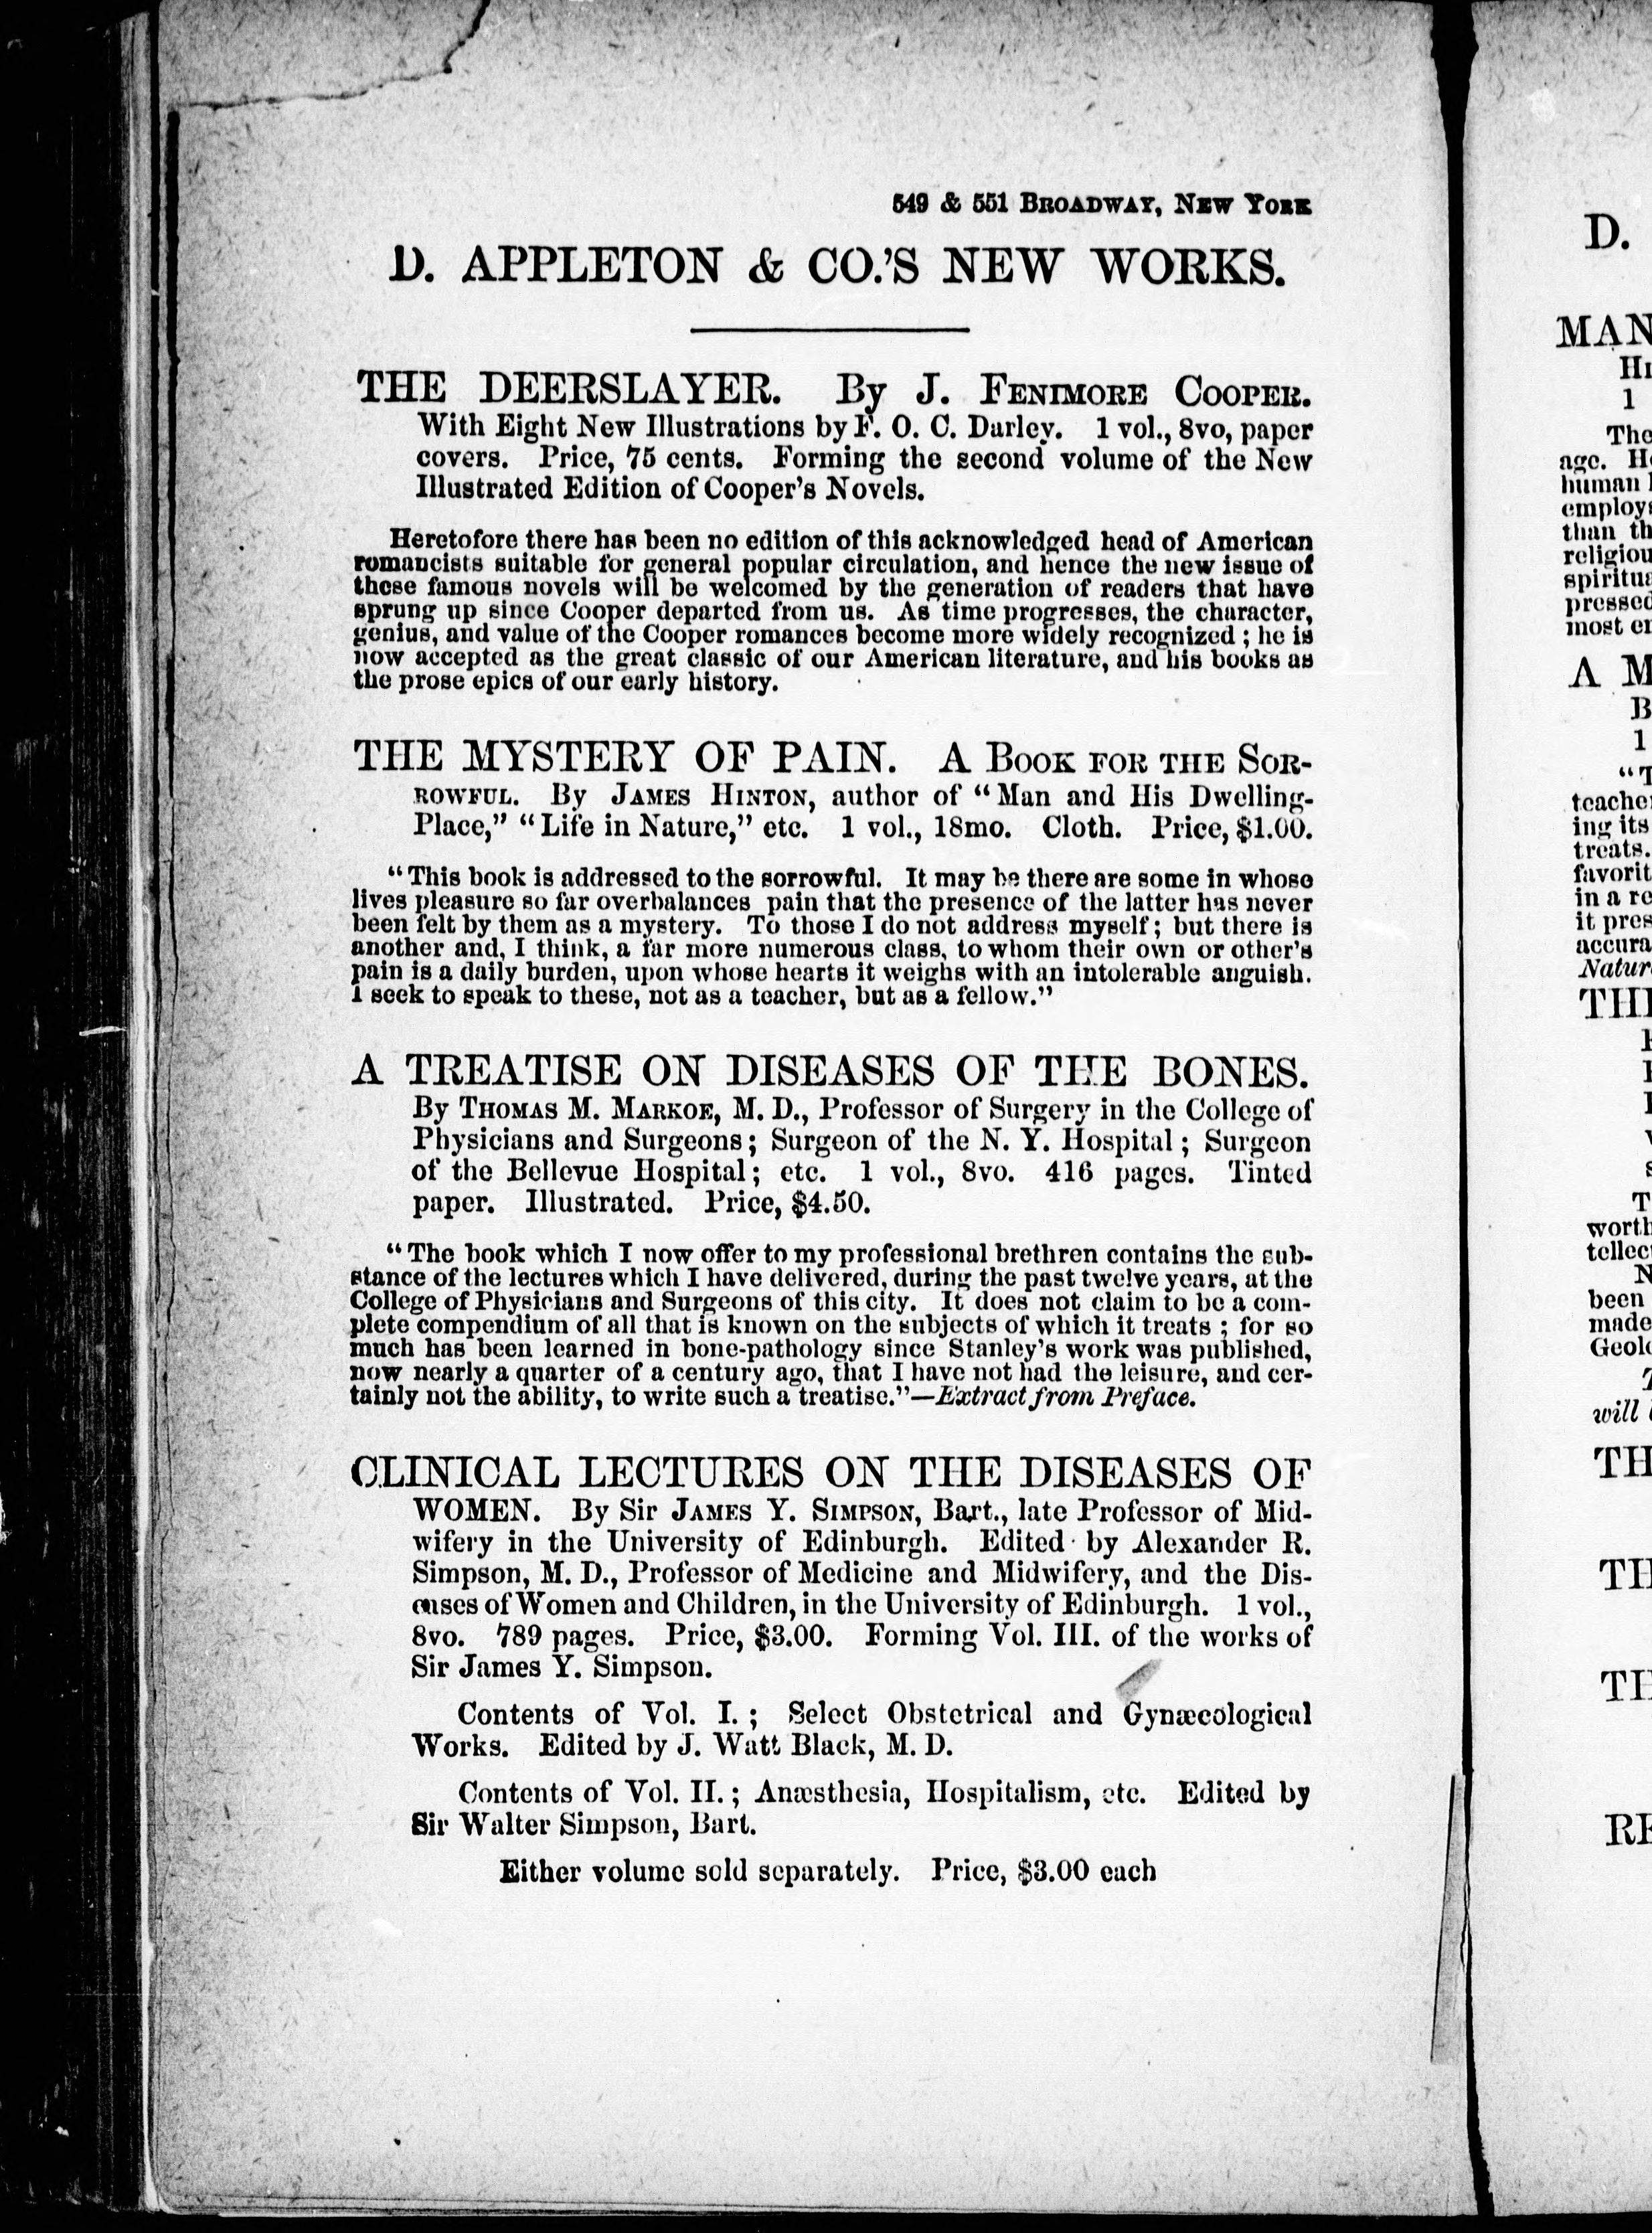 549 & 551 BROADWAY, NEW YORK
D. APPLETON & CO.'S NEW WORKS.
THE DEERSLAYER. By J. FENIMORE COOPER.
With Eight New Illustrations by F. O. C. Darley. 1 vol., 8vo, paper
covers. Price, 75 cents. Forming the second volume of the New
Illustrated Edition of Cooper's Novels.
Heretofore there has been no edition of this acknowledged head of American
romancists suitable for general popular circulation, and hence the new issue of
these famous novels will be welcomed by the generation of readers that have
sprung up since Cooper departed from us. As time progresses, the character,
genius, and value of the Cooper romances become more widely recognized ; he is
now accepted as the great classic of our American literature, and his books as
the prose epics of our early history.
THE MYSTERY OF PAIN. A BOOK FOR THE SOR-
ROWFUL. By JAMES HINTON, author of "Man and His Dwelling-
Place," "Life in Nature," etc. 1 vol., 18mo. Cloth. Price, $1.00.
"This book is addressed to the sorrowful. It may be there are some in whose
lives pleasure so far overbalances pain that the presence of the latter has never
been felt by them as a mystery. To those I do not address myself; but there is
another and, I think, a far more numerous class, to whom their own or other's
pain is a daily burden, upon whose hearts it weighs with an intolerable anguish.
I seek to speak to these, not as a teacher, but as a fellow."
A TREATISE ON DISEASES OF THE BONES.
By THOMAS M. MARKOE, M. D., Professor of Surgery in the College of
Physicians and Surgeons; Surgeon of the N. Y. Hospital; Surgeon
of the Bellevue Hospital; etc. 1 vol., 8vo. 416 pages. Tinted
paper. Illustrated. Price, $4.50.
"The book which I now offer to my professional brethren contains the sub-
stance of the lectures which I have delivered, during the past twelve years, at the
College of Physicians and Surgeons of this city. It does not claim to be a com-
plete compendium of all that is known on the subjects of which it treats ; for so
much has been learned in bone-pathology since Stanley's work was published,
now nearly a quarter of a century ago, that I have not had the leisure, and cer-
tainly not the ability, to write such a treatise."—Extract from Preface.
CLINICAL LECTURES ON THE DISEASES OF
WOMEN. By Sir JAMES Y. SIMPSON, Bart., late Professor of Mid-
wifery in the University of Edinburgh. Edited by Alexander R.
Simpson, M. D., Professor of Medicine and Midwifery, and the Dis-
eases of Women and Children, in the University of Edinburgh. 1 vol.,
8vo. 789 pages. Price, $3.00. Forming Vol. III. of the works of
Sir James Y. Simpson.
Contents of Vol. I. ; Select Obstetrical and Gynæcological
Works. Edited by J. Watt Black, M. D.
Contents of Vol. II. ; Anæsthesia, Hospitalism, etc. Edited by
Sir Walter Simpson, Bart.
Either volume sold separately. Price, $3.00 each
D.
MAN
1
age.
human
than
most
A
B
1
ing its
treats.
in a
THE
worth
been
made
will